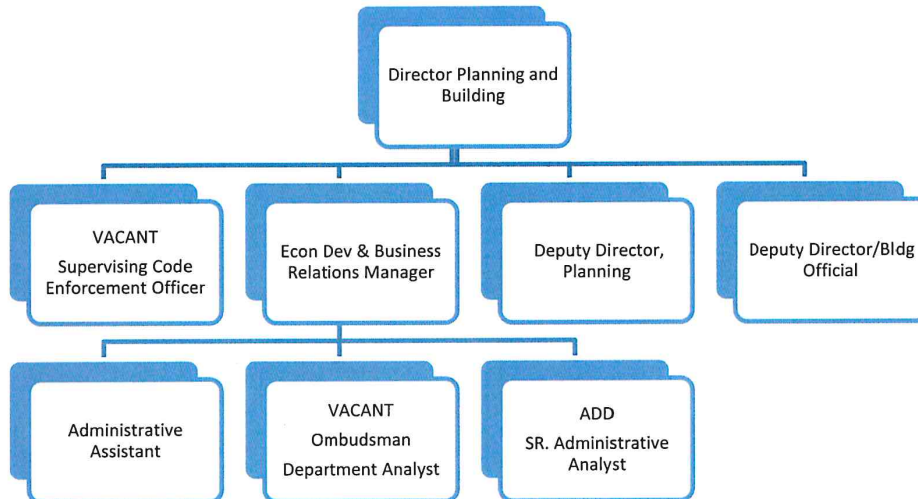 Director Planning and
Building
VACANT
Supervising Code
Enforcement Officer
Econ Dev & Business
Relations Manager
Deputy Director,
Planning
Deputy Director/Bldg
Official
Administrative
Assistant
VACANT
Ombudsman
Department Analyst
ADD
SR. Administrative
Analyst